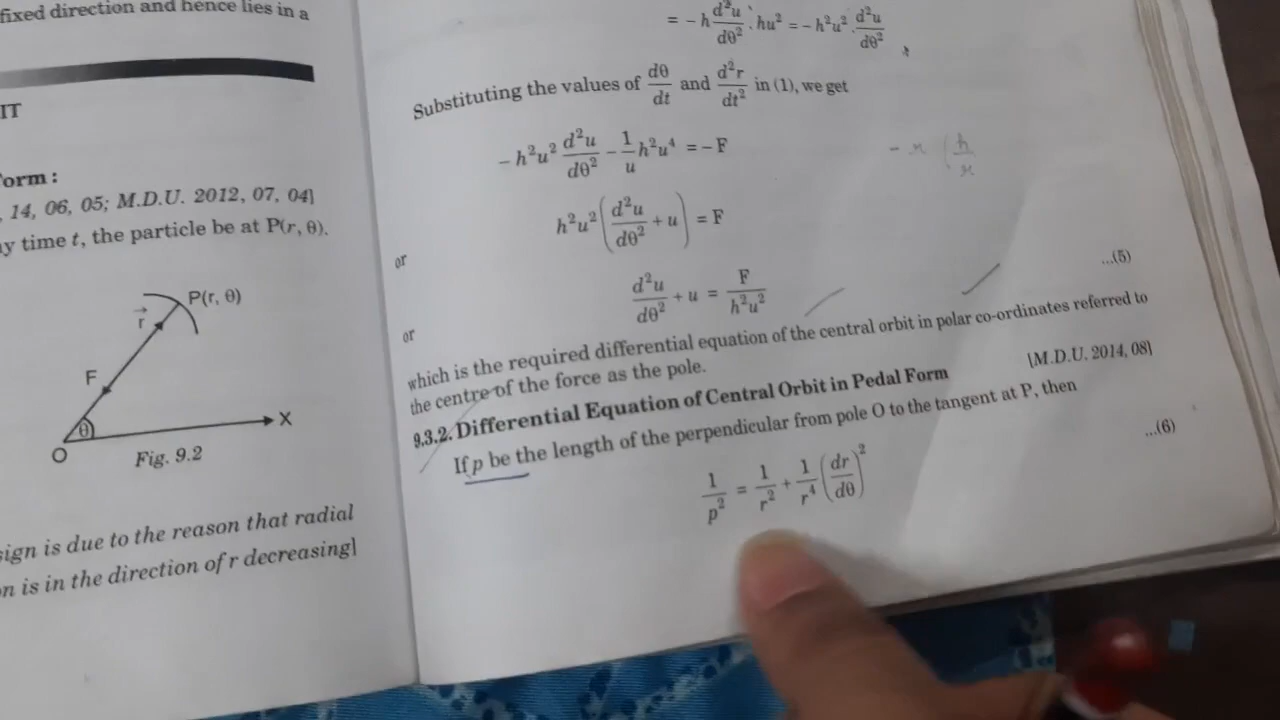 fixed direction and hence lies in a
IT
orm :
, 14, 06, 05; M.D.U. 2012, 07, 04]
y time t, the particle be at P(r, θ).
P(r, θ)
r
F
θ
O
X
Fig. 9.2
sign is due to the reason that radial
n is in the direction of r decreasing]
= – h d²u/dθ² . hu² = – h²u² . d²u/dθ²
Substituting the values of dθ/dt and d²r/dt² in (1), we get
– h²u² d²u/dθ² – 1/u h²u⁴ = – F
or h²u² (d²u/dθ² + u) = F
or d²u/dθ² + u = F/h²u² ...(5)
which is the required differential equation of the central orbit in polar co-ordinates referred to
the centre of the force as the pole. [M.D.U. 2014, 08]
9.3.2. Differential Equation of Central Orbit in Pedal Form
If p be the length of the perpendicular from pole O to the tangent at P, then
1/p² = 1/r² + 1/r⁴ (dr/dθ)² ...(6)